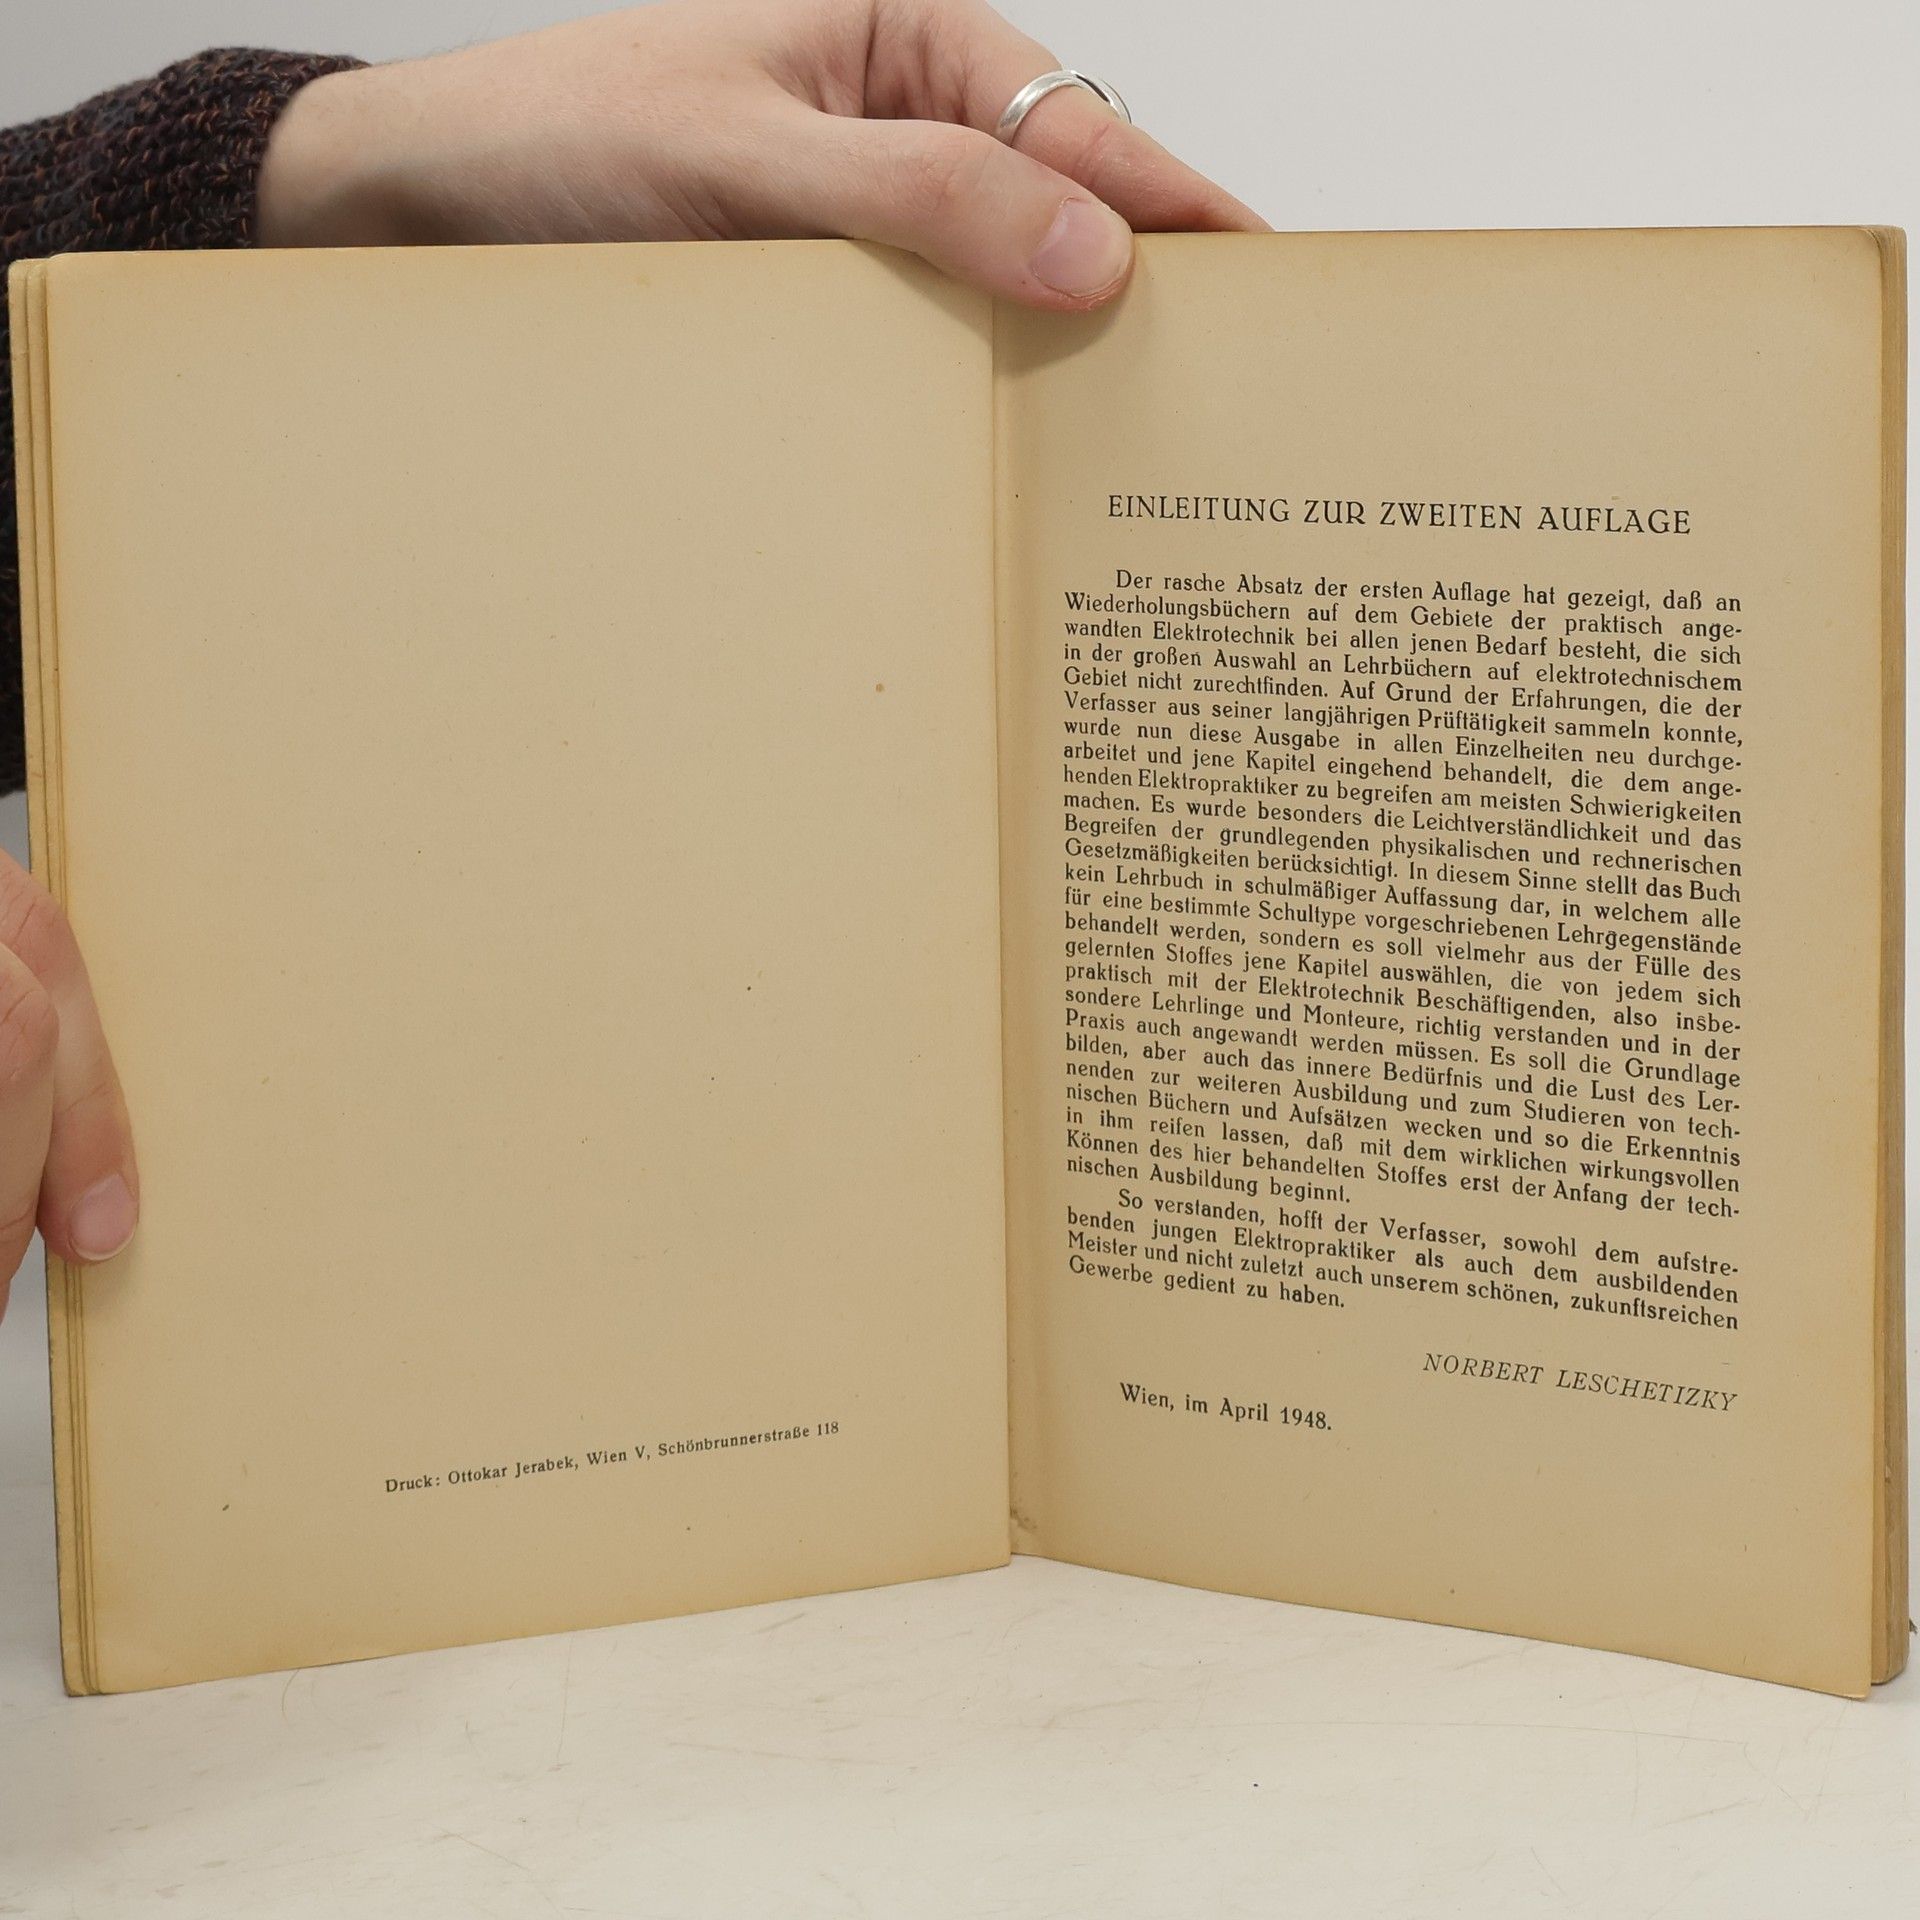 Druck: Ottokar Jerabek, Wien V, Schönbrunnerstraße 118
EINLEITUNG ZUR ZWEITEN AUFLAGE
Der rasche Absatz der ersten Auflage hat gezeigt, daß an
Wiederholungsbüchern auf dem Gebiete der praktisch ange-
wandten Elektrotechnik bei allen jenen Bedarf besteht, die sich
in der großen Auswahl an Lehrbüchern auf elektrotechnischem
Gebiet nicht zurechtfinden. Auf Grund der Erfahrungen, die der
Verfasser aus seiner langjährigen Prüftätigkeit sammeln konnte,
wurde nun diese Ausgabe in allen Einzelheiten neu durchge-
arbeitet und jene Kapitel eingehend behandelt, die dem ange-
henden Elektropraktiker zu begreifen am meisten Schwierigkeiten
machen. Es wurde besonders die Leichtverständlichkeit und das
Begreifen der grundlegenden physikalischen und rechnerischen
Gesetzmäßigkeiten berücksichtigt. In diesem Sinne stellt das Buch
kein Lehrbuch in schulmäßiger Auffassung dar, in welchem alle
für eine bestimmte Schultype vorgeschriebenen Lehrgegenstände
behandelt werden, sondern es soll vielmehr aus der Fülle des
gelernten Stoffes jene Kapitel auswählen, die von jedem sich
praktisch mit der Elektrotechnik Beschäftigenden, also insbe-
sondere Lehrlinge und Monteure, richtig verstanden und in der
Praxis auch angewandt werden müssen. Es soll die Grundlage
bilden, aber auch das innere Bedürfnis und die Lust des Ler-
nenden zur weiteren Ausbildung und zum Studieren von tech-
nischen Büchern und Aufsätzen wecken und so die Erkenntnis
in ihm reifen lassen, daß mit dem wirklichen wirkungsvollen
Können des hier behandelten Stoffes erst der Anfang der tech-
nischen Ausbildung beginnt.
So verstanden, hofft der Verfasser, sowohl dem aufstre-
benden jungen Elektropraktiker als auch dem ausbildenden
Meister und nicht zuletzt auch unserem schönen, zukunftsreichen
Gewerbe gedient zu haben.
NORBERT LESCHETIZKY
Wien, im April 1948.